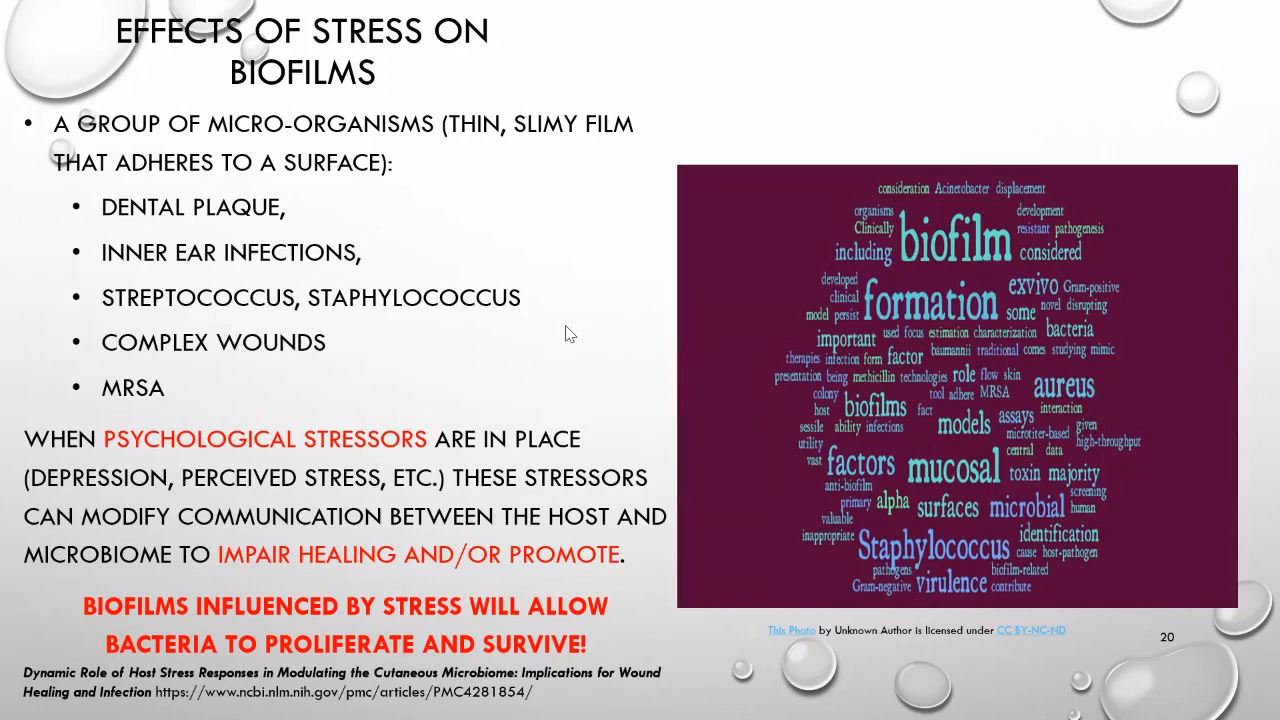 EFFECTS OF STRESS ON
BIOFILMS
• A GROUP OF MICRO-ORGANISMS (THIN, SLIMY FILM
THAT ADHERES TO A SURFACE):
• DENTAL PLAQUE,
• INNER EAR INFECTIONS,
• STREPTOCOCCUS, STAPHYLOCOCCUS
• COMPLEX WOUNDS
• MRSA
WHEN PSYCHOLOGICAL STRESSORS ARE IN PLACE
(DEPRESSION, PERCEIVED STRESS, ETC.) THESE STRESSORS
CAN MODIFY COMMUNICATION BETWEEN THE HOST AND
MICROBIOME TO IMPAIR HEALING AND/OR PROMOTE.
BIOFILMS INFLUENCED BY STRESS WILL ALLOW
BACTERIA TO PROLIFERATE AND SURVIVE!
Dynamic Role of Host Stress Responses in Modulating the Cutaneous Microbiome: Implications for Wound
Healing and Infection https://www.ncbi.nlm.nih.gov/pmc/articles/PMC4281854/
consideration Acinetobacter displacement
organisms development
Clinically biofilm resistant pathogenesis
including considered
developed exvivo Gram-positive
clinical formation novel disrupting
model persist some
important used focus estimation characterization bacteria
therapies infection form factor baumannii traditional comes studying mimic
presentation being methicillin technologies role flow skin
colony tool adhere MRSA aureus
host biofilms fact interaction
sessile ability infections models assays given
utility microtiter-based high-throughput
vast factors mucosal central data
anti-biofilm toxin majority
primary alpha surfaces microbial screening
valuable human
inappropriate Staphylococcus identification
cause host-pathogen
pathogens biofilm-related
Gram-negative virulence contribute
This Photo by Unknown Author is licensed under CC BY-NC-ND
20